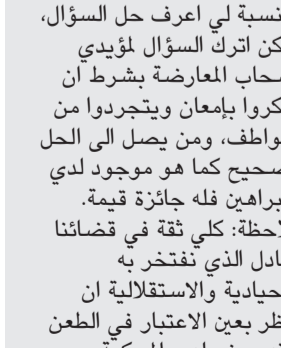 نسبة لي اعرف حل السؤال،
كن اترك السؤال لمؤيدي
سحاب المعارضة بشرط ان
كروا بإمعان ويتجردوا من
واطف، ومن يصل الى الحل
صحيح كما هو موجود لدي
براهين فله جائزة قيمة.
لاحظة: كلي ثقة في قضائنا
ادل الذي نفتخر به
حيادية والاستقلالية ان
ظر بعين الاعتبار في الطعن